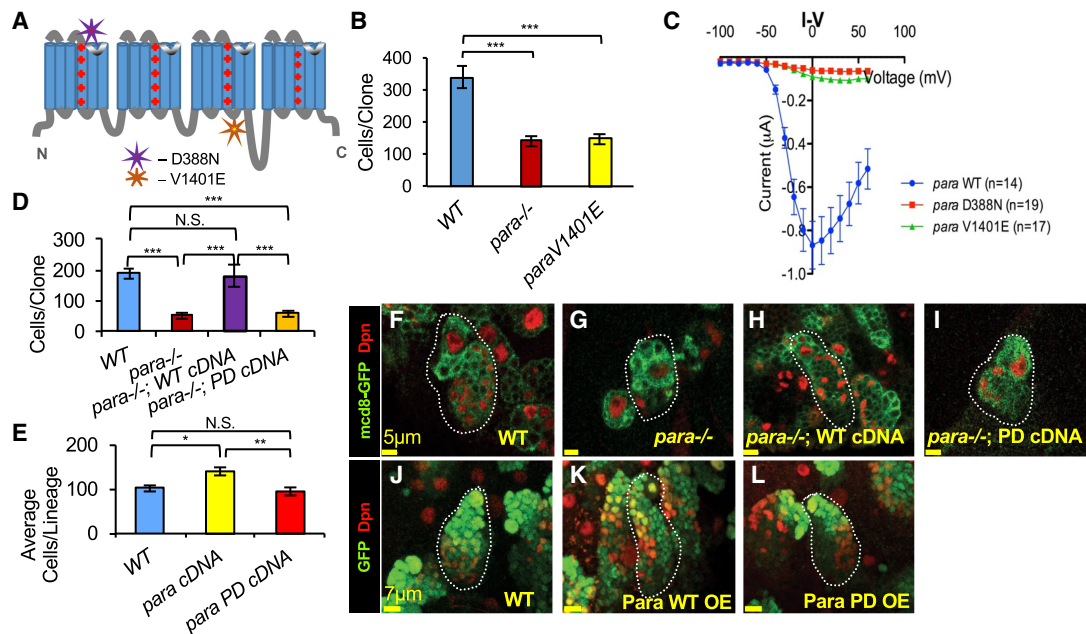 A
N
C
– D388N
– V1401E
B
***
***
400
300
200
100
0
Cells/Clone
WT
para-/-
paraV1401E
C
I-V
-100
-50
0
50
100
Voltage (mV)
-0.2
-0.4
-0.6
-0.8
-1.0
Current (µA)
para WT (n=14)
para D388N (n=19)
para V1401E (n=17)
D
***
N.S.
***
***
***
300
200
100
0
Cells/Clone
WT
para-/-
para-/-; WT cDNA
para-/-; PD cDNA
E
N.S.
*
**
200
100
0
Average
Cells/Lineage
WT
para cDNA
para PD cDNA
mcd8-GFP Dpn
F
5µm
WT
G
para-/-
H
para-/-; WT cDNA
I
para-/-; PD cDNA
GFP Dpn
J
7µm
WT
K
Para WT OE
L
Para PD OE